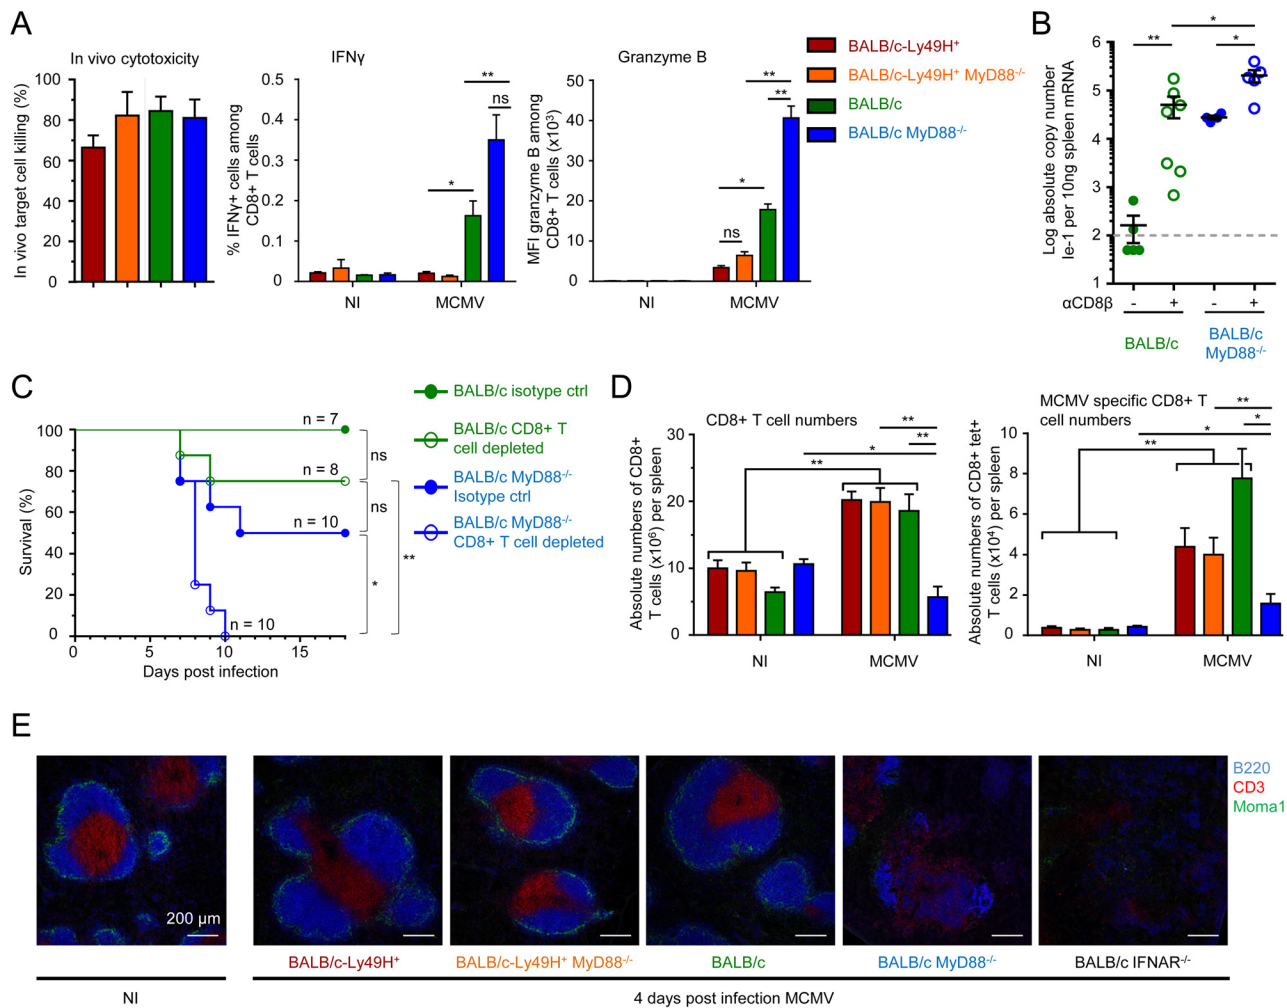 A
In vivo cytotoxicity
In vivo target cell killing (%)
100
80
60
40
20
0
IFNγ
% IFNγ+ cells among
CD8+ T cells
0.5
0.4
0.3
0.2
0.1
0
**
ns
*
NI
MCMV
Granzyme B
MFI granzyme B among
CD8+ T cells (x10³)
50
40
30
20
10
0
**
**
*
ns
NI
MCMV
BALB/c-Ly49H⁺
BALB/c-Ly49H⁺ MyD88⁻/⁻
BALB/c
BALB/c MyD88⁻/⁻
B
Log absolute copy number
Ie-1 per 10ng spleen mRNA
6
5
4
3
2
1
*
**
*
αCD8β
- + - +
BALB/c
BALB/c
MyD88⁻/⁻
C
Survival (%)
100
80
60
40
20
0
0 5 10 15
Days post infection
n = 7
n = 8
n = 10
n = 10
ns
ns
*
**
BALB/c isotype ctrl
BALB/c CD8+ T
cell depleted
BALB/c MyD88⁻/⁻
Isotype ctrl
BALB/c MyD88⁻/⁻
CD8+ T cell depleted
D
CD8+ T cell numbers
Absolute numbers of CD8+
T cells (x10⁶) per spleen
30
20
10
0
**
**
*
**
NI
MCMV
MCMV specific CD8+ T
cell numbers
Absolute numbers of CD8+ tet+
T cells (x10⁴) per spleen
10
8
6
4
2
0
**
*
*
**
NI
MCMV
E
200 µm
B220
CD3
Moma1
BALB/c-Ly49H⁺
BALB/c-Ly49H⁺ MyD88⁻/⁻
BALB/c
BALB/c MyD88⁻/⁻
BALB/c IFNAR⁻/⁻
NI
4 days post infection MCMV